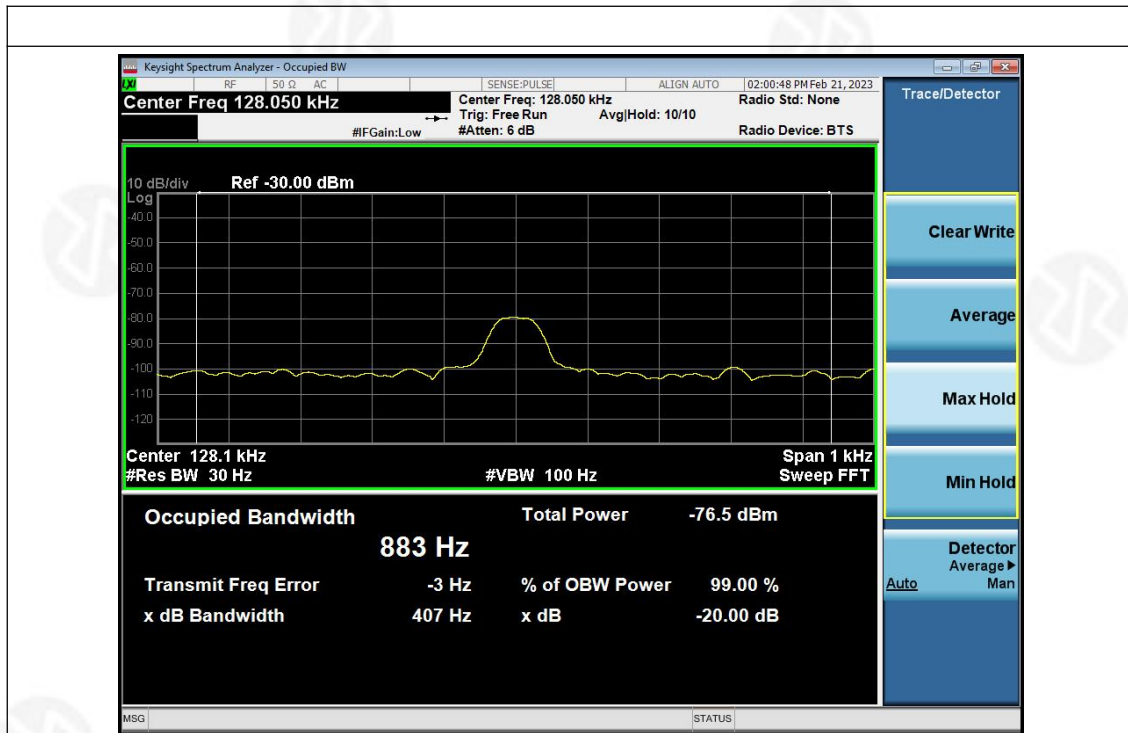 Keysight Spectrum Analyzer - Occupied BW
LXI RF 50 Ω AC SENSE:PULSE ALIGN AUTO 02:00:48 PM Feb 21, 2023
Center Freq 128.050 kHz
Center Freq: 128.050 kHz
Radio Std: None
Trig: Free Run Avg|Hold: 10/10
#IFGain:Low #Atten: 6 dB Radio Device: BTS
10 dB/div Ref -30.00 dBm
Log
-40.0
-50.0
-60.0
-70.0
-80.0
-90.0
-100
-110
-120
Center 128.1 kHz Span 1 kHz
#Res BW 30 Hz #VBW 100 Hz Sweep FFT
Occupied Bandwidth Total Power -76.5 dBm
883 Hz
Transmit Freq Error -3 Hz % of OBW Power 99.00 %
x dB Bandwidth 407 Hz x dB -20.00 dB
MSG STATUS
Trace/Detector
Clear Write
Average
Max Hold
Min Hold
Detector
Average▶
Auto Man